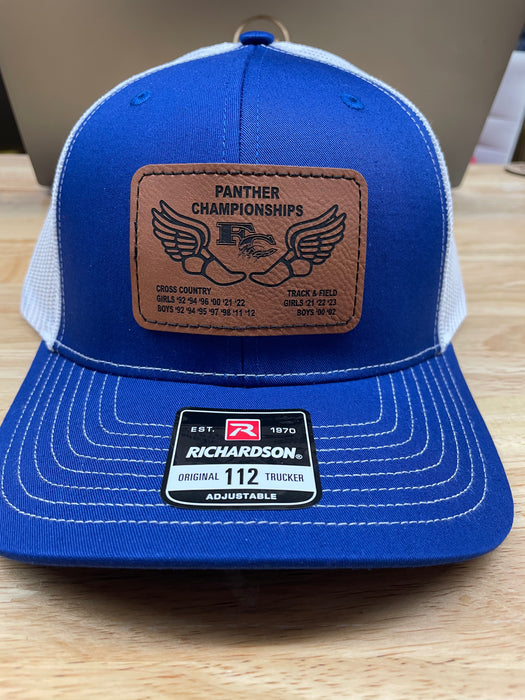 PANTHER
CHAMPIONSHIPS
FC
CROSS COUNTRY
GIRLS '92 '94 '96 '00 '21 '22
BOYS '92 '94 '95 '97 '98 '11 '12
TRACK & FIELD
GIRLS '21 '22 '23
BOYS '00 '02
EST. R 1970
RICHARDSON®
ORIGINAL 112 TRUCKER
ADJUSTABLE